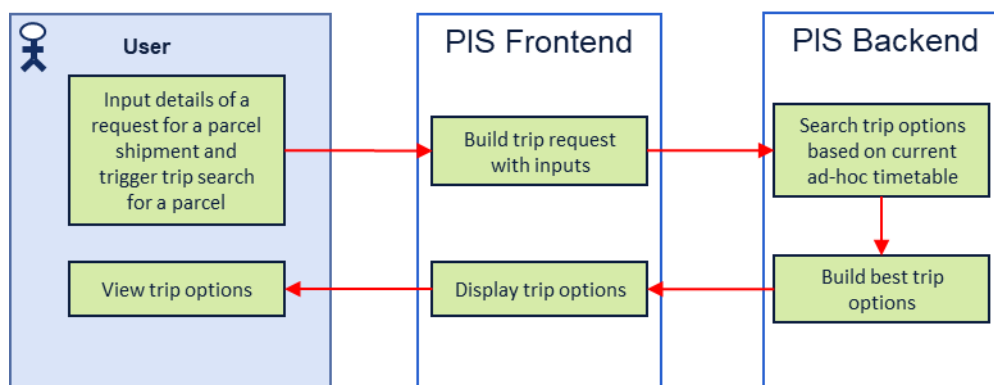 User
PIS Frontend
PIS Backend
Input details of a
request for a parcel
shipment and
trigger trip search
for a parcel
Build trip request
with inputs
Search trip options
based on current
ad-hoc timetable
View trip options
Display trip options
Build best trip
options